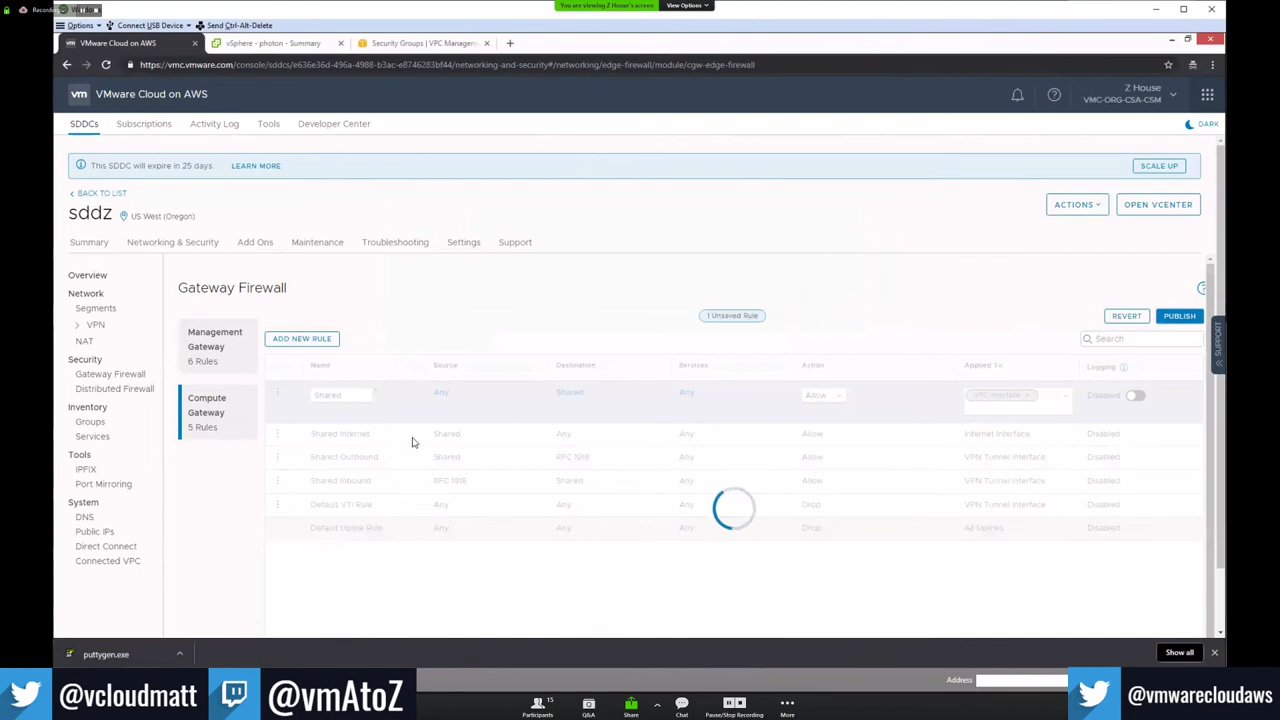 Recording
You are viewing Z House's screen
View Options
Options
Connect USB Device
Send Ctrl-Alt-Delete
VMware Cloud on AWS
vSphere - photon - Summary
Security Groups | VPC Managem
https://vmc.vmware.com/console/sddcs/e636e36d-496a-4988-b3ac-e8746283bf44/networking-and-security#/networking/edge-firewall/module/cgw-edge-firewall
vm VMware Cloud on AWS
Z House
VMC-ORG-CSA-CSM
SDDCs
Subscriptions
Activity Log
Tools
Developer Center
DARK
This SDDC will expire in 25 days.
LEARN MORE
SCALE UP
BACK TO LIST
sddz
US West (Oregon)
ACTIONS
OPEN VCENTER
Summary
Networking & Security
Add Ons
Maintenance
Troubleshooting
Settings
Support
Overview
Network
Segments
VPN
NAT
Security
Gateway Firewall
Distributed Firewall
Inventory
Groups
Services
Tools
IPFIX
Port Mirroring
System
DNS
Public IPs
Direct Connect
Connected VPC
Gateway Firewall
Management Gateway
6 Rules
Compute Gateway
5 Rules
1 Unsaved Rule
REVERT
PUBLISH
ADD NEW RULE
Search
SUPPORT
Name Source Destination Services Action Applied To Logging
Shared Any Shared Any Allow VPC Interface Disabled
Shared Internet Shared Any Any Allow Internet Interface Disabled
Shared Outbound Shared RFC 1918 Any Allow VPN Tunnel Interface Disabled
Shared Inbound RFC 1918 Shared Any Allow VPN Tunnel Interface Disabled
Default VTI Rule Any Any Any Drop VPN Tunnel Interface Disabled
Default Uplink Rule Any Any Any Drop All Uplinks Disabled
puttygen.exe
Show all
Address
@vcloudmatt
@vmAtoZ
@vmwarecloudaws
15
Participants
Q&A
Share
Chat
Pause/Stop Recording
More